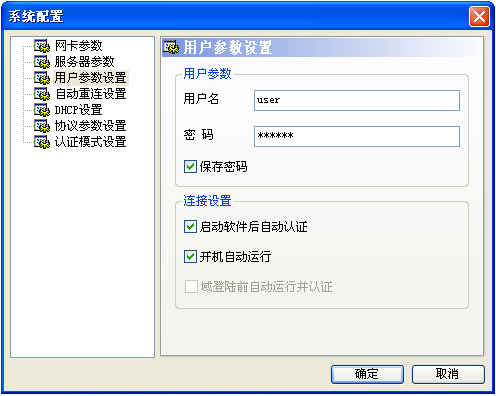 系统配置
网卡参数
服务器参数
用户参数设置
自动重连设置
DHCP设置
协议参数设置
认证模式设置
用户参数设置
用户参数
用户名 user
密 码 ******
保存密码
连接设置
启动软件后自动认证
开机自动运行
域登陆前自动运行并认证
确定 取消